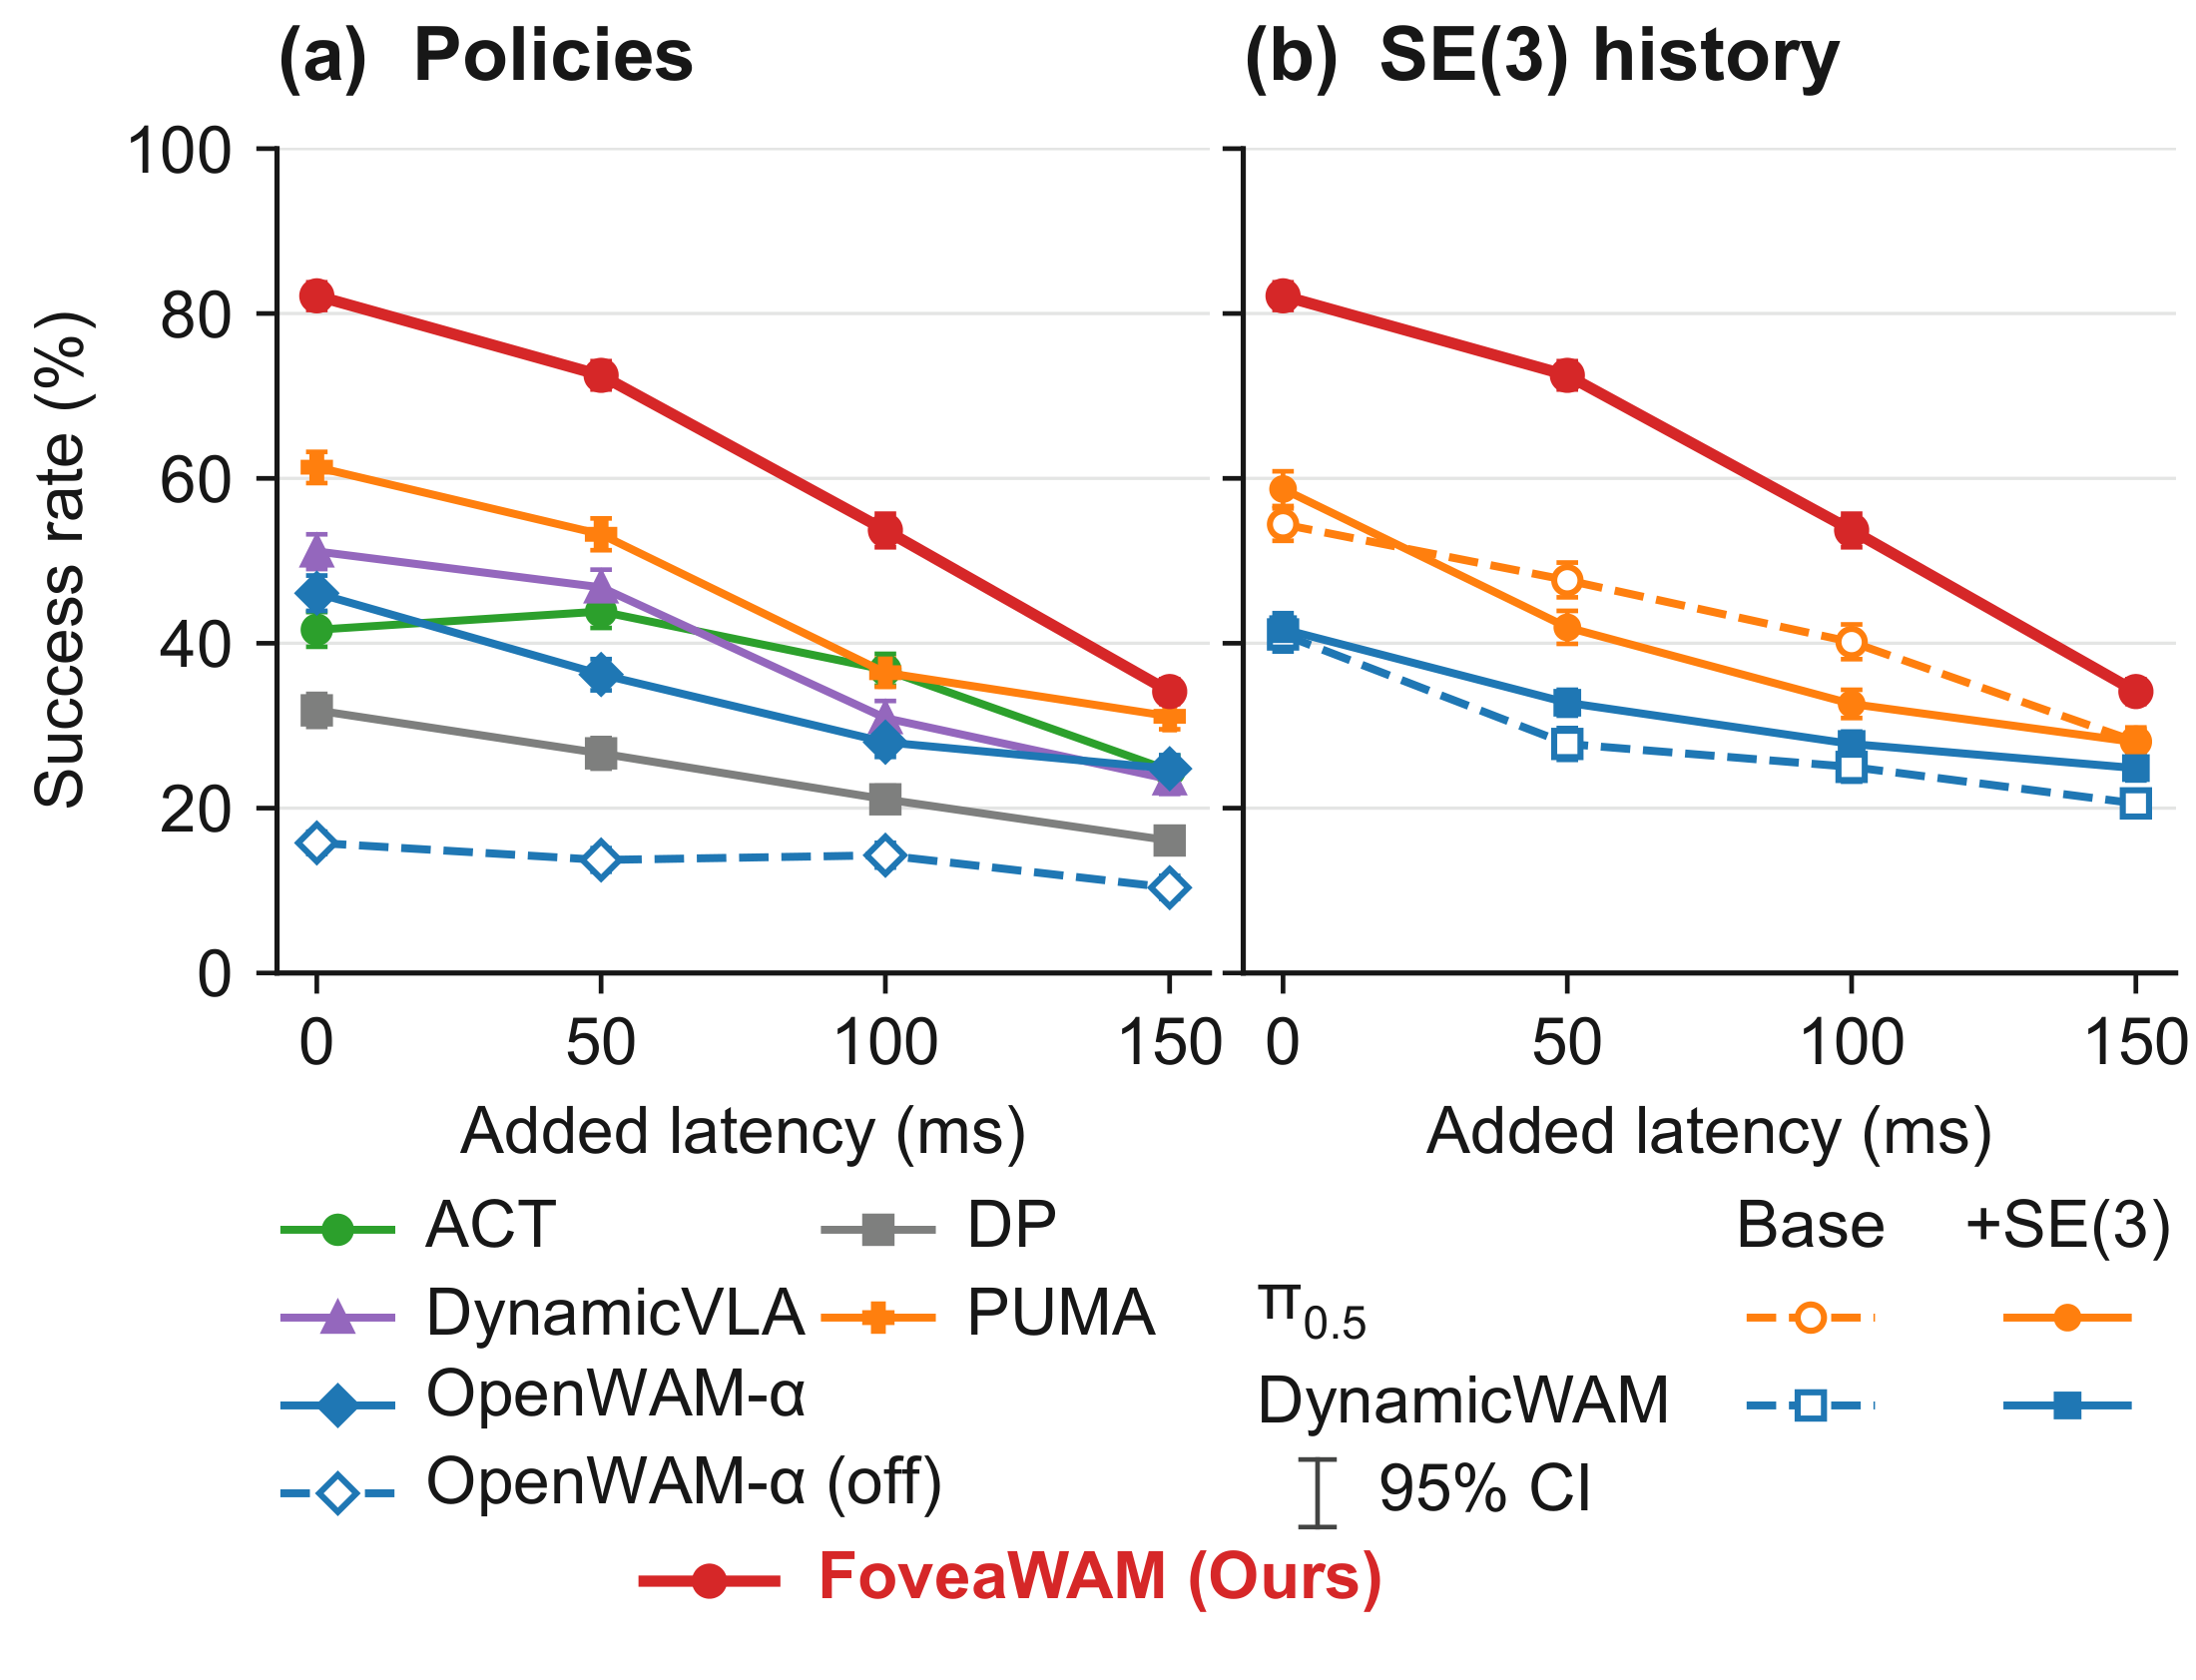 (a) Policies
(b) SE(3) history
Success rate (%)
100
80
60
40
20
0
0 50 100 150
0 50 100 150
Added latency (ms)
Added latency (ms)
ACT
DP
DynamicVLA
PUMA
OpenWAM-α
OpenWAM-α (off)
Base +SE(3)
π0.5
DynamicWAM
95% CI
FoveaWAM (Ours)